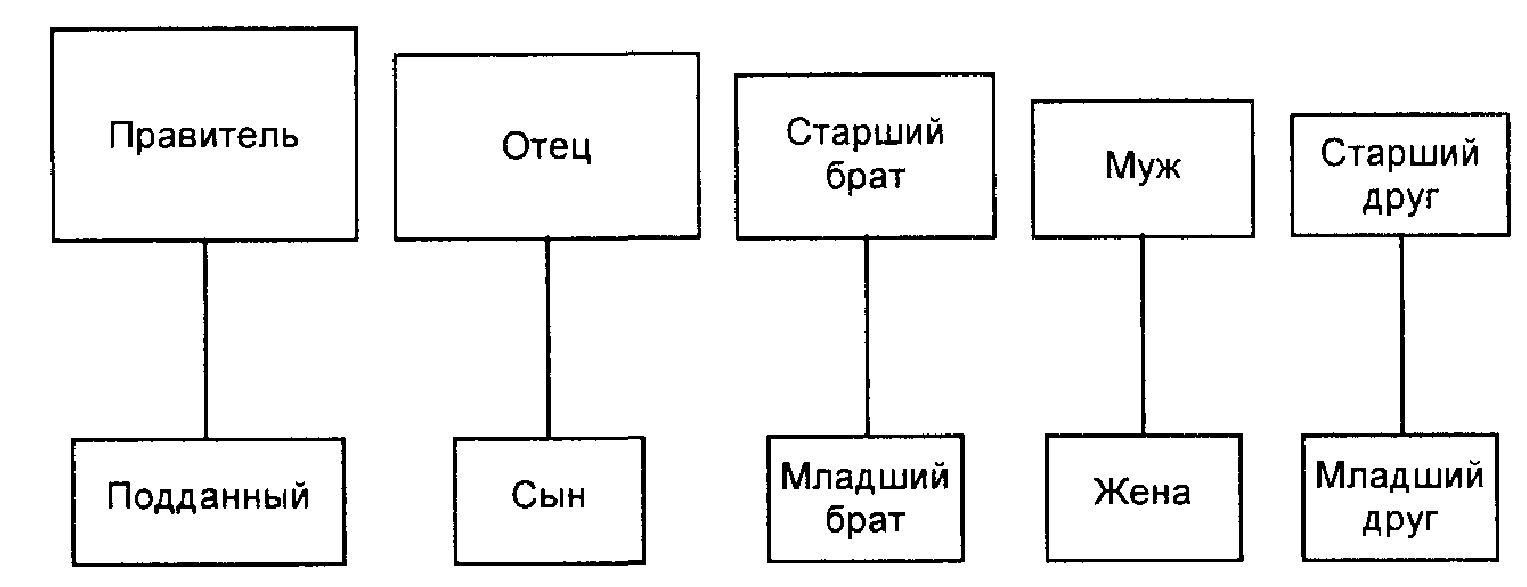 Правитель
Отец
Старший
брат
Муж
Старший
друг
Подданный
Сын
Младший
брат
Жена
Младший
друг